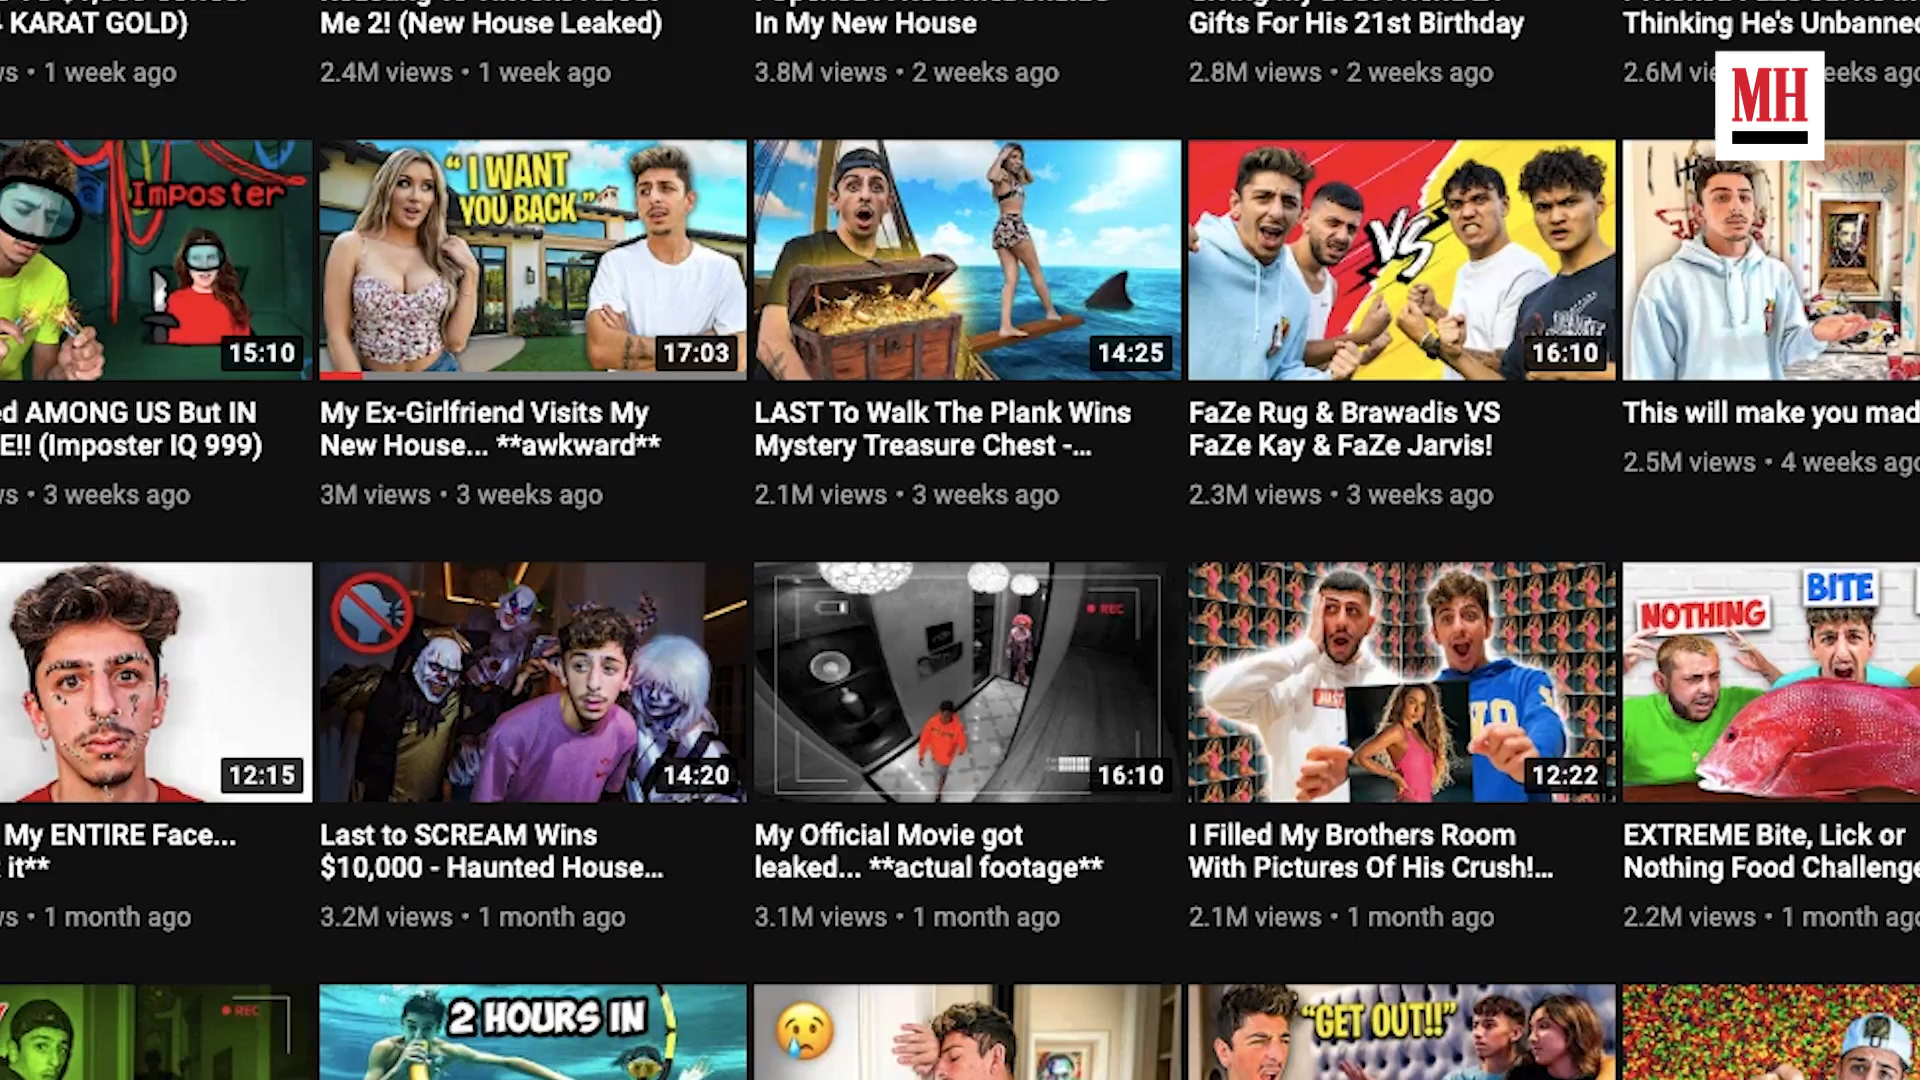 KARAT GOLD)
Me 2! (New House Leaked)
In My New House
Gifts For His 21st Birthday
Thinking He's Unbanned
• 1 week ago
2.4M views • 1 week ago
3.8M views • 2 weeks ago
2.8M views • 2 weeks ago
2.6M
ago
MH
Imposter
15:10
" I WANT
YOU BACK "
17:03
14:25
VS
16:10
AMONG US But IN
(Imposter IQ 999)
• 3 weeks ago
My Ex-Girlfriend Visits My
New House... **awkward**
3M views • 3 weeks ago
LAST To Walk The Plank Wins
Mystery Treasure Chest -...
2.1M views • 3 weeks ago
FaZe Rug & Brawadis VS
FaZe Kay & FaZe Jarvis!
2.3M views • 3 weeks ago
This will make you mad
2.5M views • 4 weeks ago
12:15
14:20
REC
16:10
12:22
NOTHING
BITE
My ENTIRE Face...
it**
• 1 month ago
Last to SCREAM Wins
$10,000 - Haunted House...
3.2M views • 1 month ago
My Official Movie got
leaked... **actual footage**
3.1M views • 1 month ago
I Filled My Brothers Room
With Pictures Of His Crush!...
2.1M views • 1 month ago
EXTREME Bite, Lick or
Nothing Food Challenge
2.2M views • 1 month ago
REC
2 HOURS IN
"GET OUT!!"